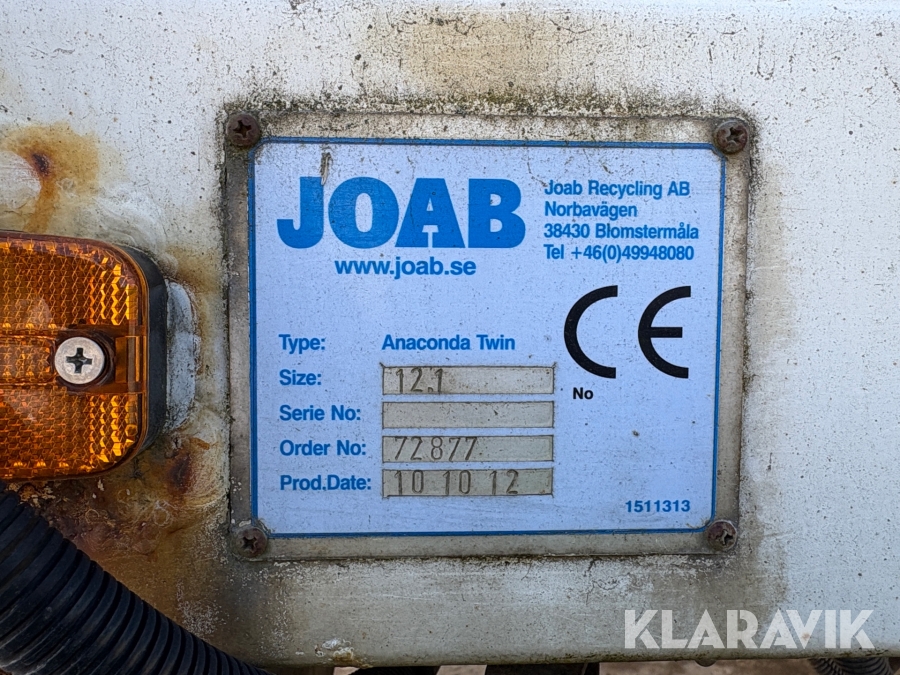 JOAB
www.joab.se
Joab Recycling AB
Norbavägen
38430 Blomstermåla
Tel +46(0)49948080
CE
No
Type: Anaconda Twin
Size: 12.1
Serie No:
Order No: 72877
Prod.Date: 10 10 12
1511313
KLARAVIK